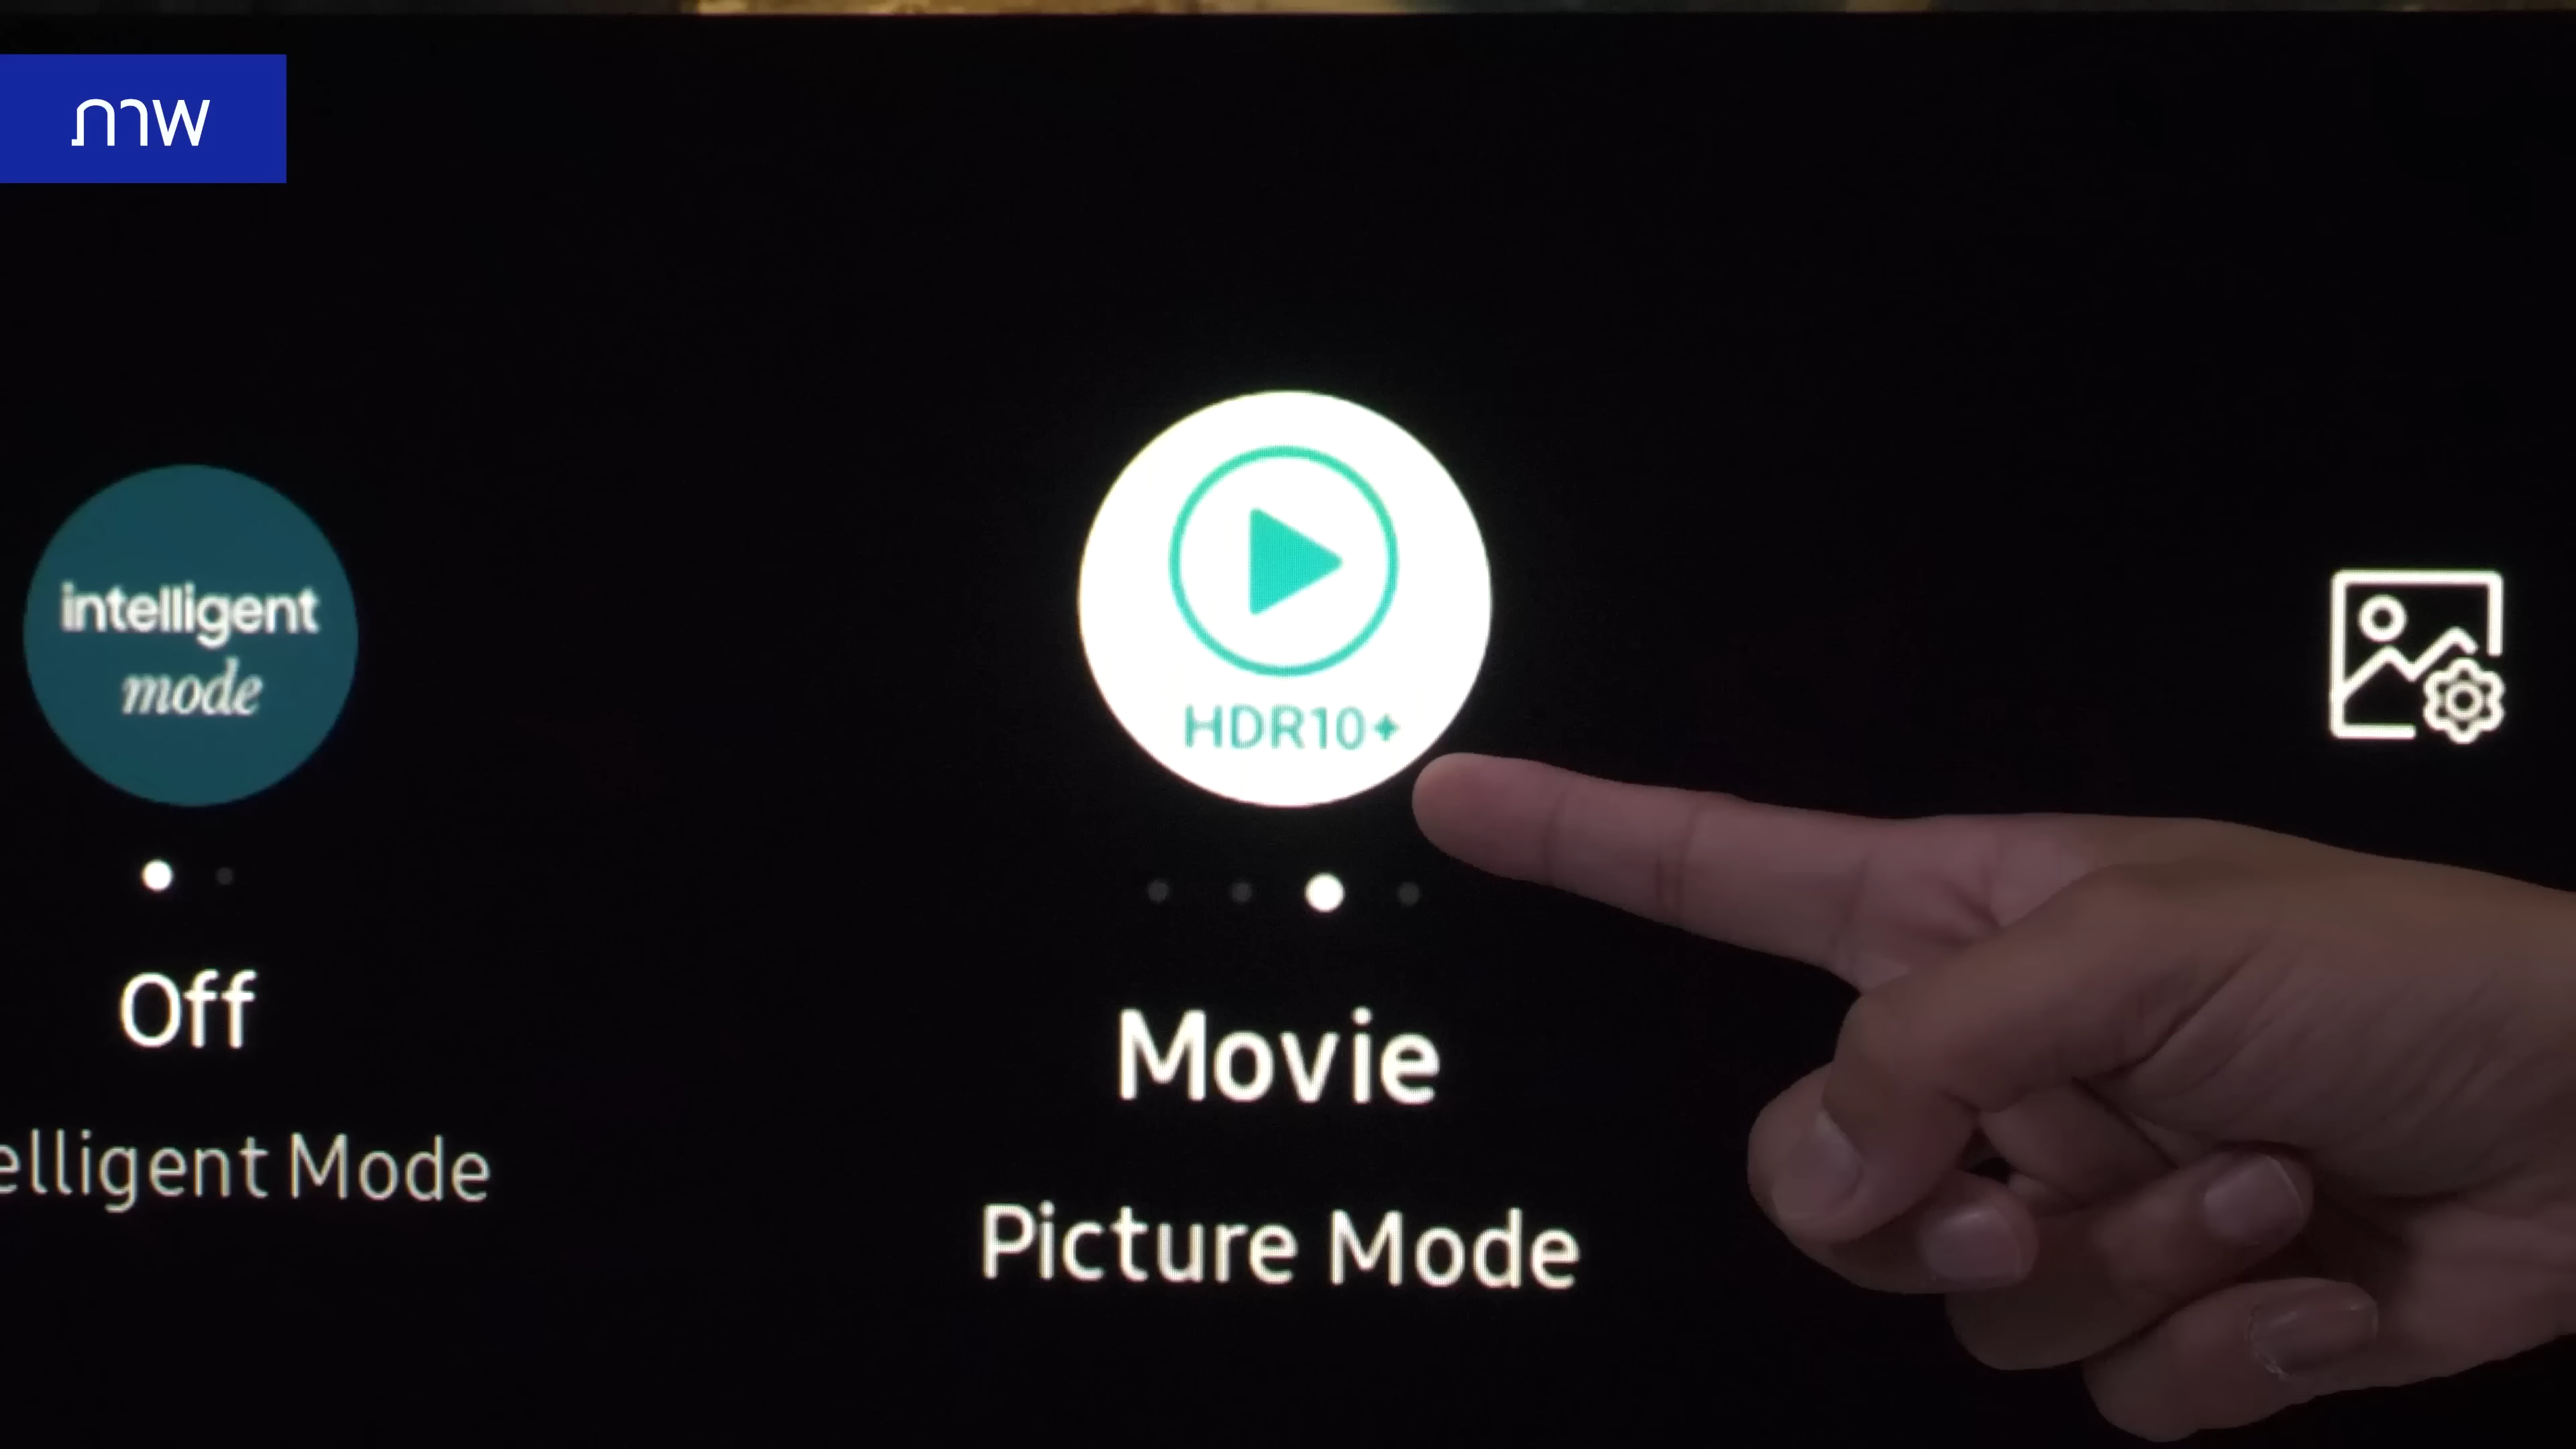 ภาพ
intelligent
mode
Off
elligent Mode
HDR10+
Movie
Picture Mode